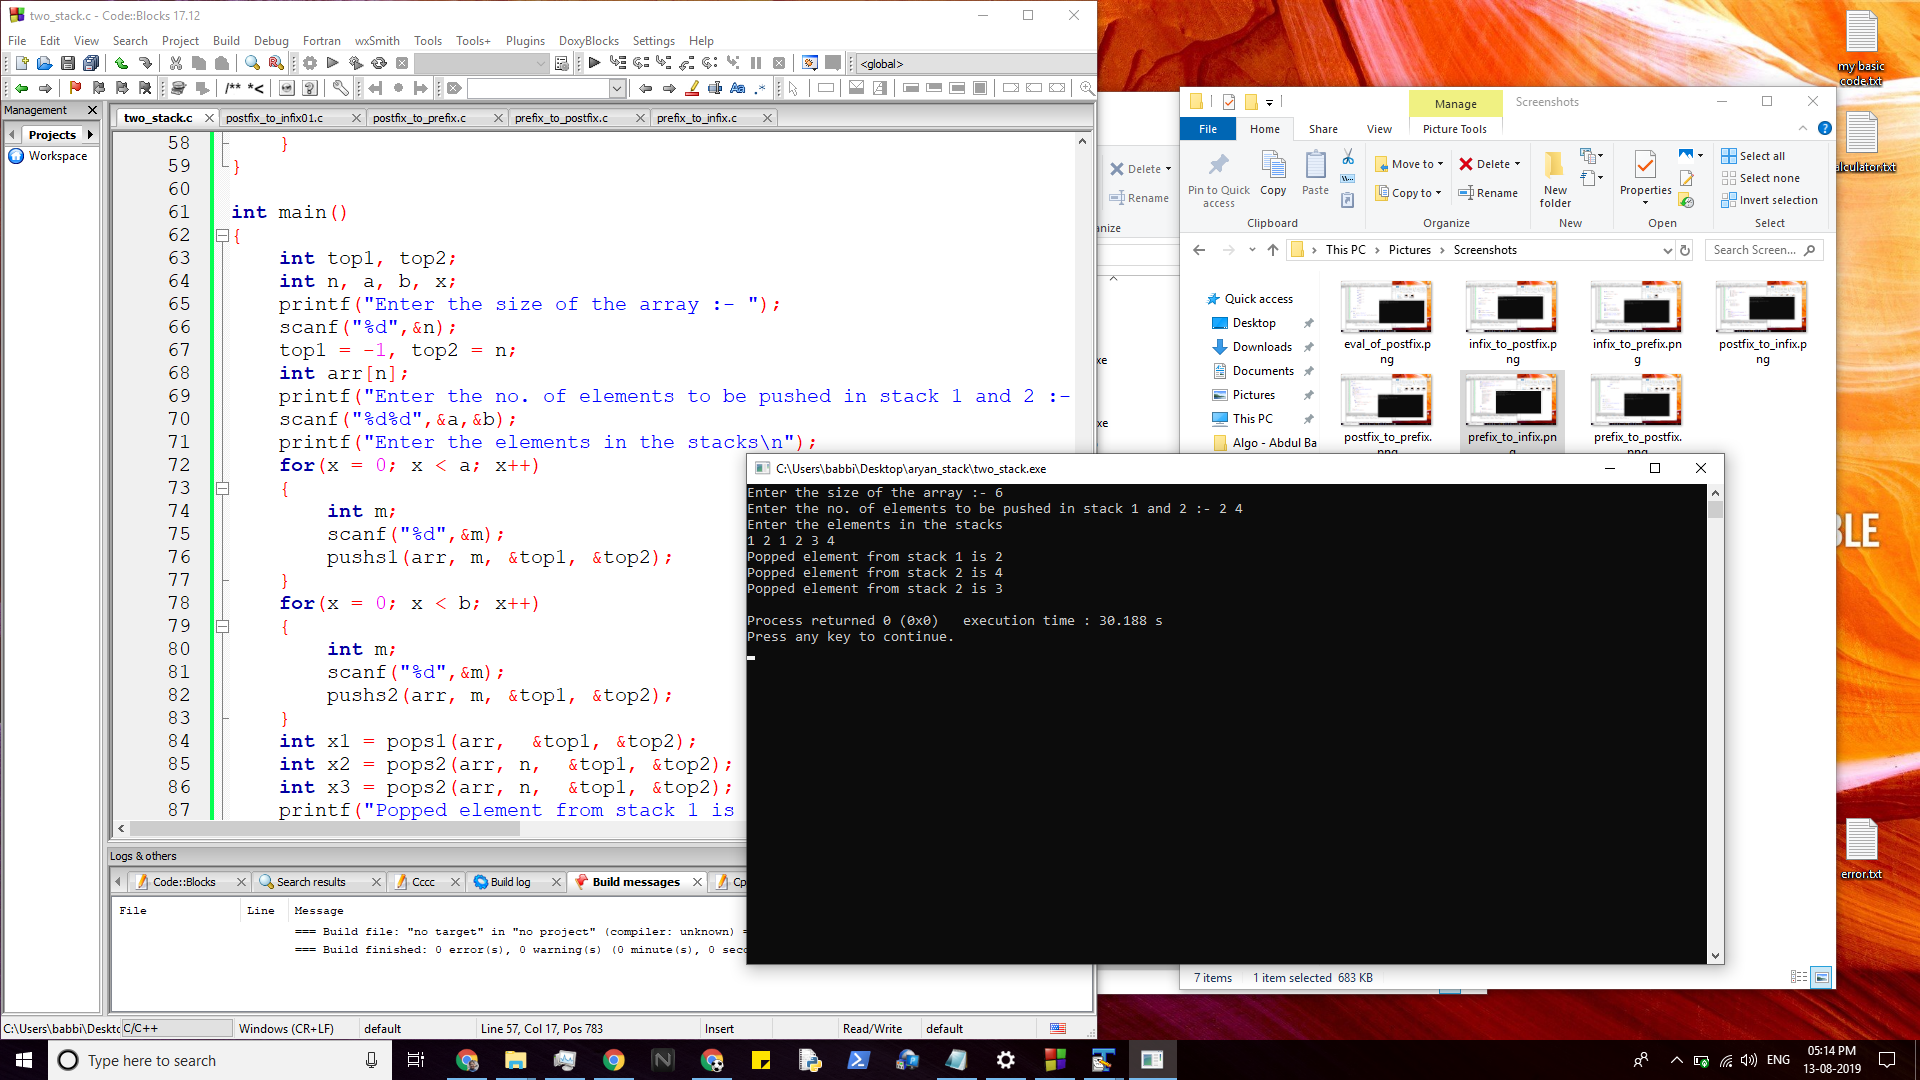 two_stack.c - Code::Blocks 17.12
File Edit View Search Project Build Debug Fortran wxSmith Tools Tools+ Plugins DoxyBlocks Settings Help
<global>
/** *<
Management
Projects
Workspace
two_stack.c postfix_to_infix01.c postfix_to_prefix.c prefix_to_postfix.c prefix_to_infix.c
58 }
59 }
60
61 int main()
62 {
63 int top1, top2;
64 int n, a, b, x;
65 printf("Enter the size of the array :- ");
66 scanf("%d",&n);
67 top1 = -1, top2 = n;
68 int arr[n];
69 printf("Enter the no. of elements to be pushed in stack 1 and 2 :-
70 scanf("%d%d",&a,&b);
71 printf("Enter the elements in the stacks\n");
72 for(x = 0; x < a; x++)
73 {
74 int m;
75 scanf("%d",&m);
76 pushs1(arr, m, &top1, &top2);
77 }
78 for(x = 0; x < b; x++)
79 {
80 int m;
81 scanf("%d",&m);
82 pushs2(arr, m, &top1, &top2);
83 }
84 int x1 = pops1(arr,  &top1, &top2);
85 int x2 = pops2(arr, n,  &top1, &top2);
86 int x3 = pops2(arr, n,  &top1, &top2);
87 printf("Popped element from stack 1 is
Logs & others
Code::Blocks Search results Cccc Build log Build messages Cp
File Line Message
=== Build file: "no target" in "no project" (compiler: unknown) =
=== Build finished: 0 error(s), 0 warning(s) (0 minute(s), 0 seco
C:\Users\babbi\Deskto C/C++ Windows (CR+LF) default Line 57, Col 17, Pos 783 Insert Read/Write default
Delete
Rename
nize
xe
xe
Manage Screenshots
File Home Share View Picture Tools
Pin to Quick access
Copy
Paste
Move to
Copy to
Delete
Rename
New folder
Properties
Select all
Select none
Invert selection
Clipboard Organize New Open Select
This PC Pictures Screenshots Search Screen...
Quick access
Desktop
Downloads
Documents
Pictures
This PC
Algo - Abdul Ba
eval_of_postfix.p
ng
infix_to_postfix.p
ng
infix_to_prefix.pn
g
postfix_to_infix.p
ng
postfix_to_prefix.
prefix_to_infix.pn
g
prefix_to_postfix.
7 items 1 item selected 683 KB
C:\Users\babbi\Desktop\aryan_stack\two_stack.exe
Enter the size of the array :- 6
Enter the no. of elements to be pushed in stack 1 and 2 :- 2 4
Enter the elements in the stacks
1 2 1 2 3 4
Popped element from stack 1 is 2
Popped element from stack 2 is 4
Popped element from stack 2 is 3
Process returned 0 (0x0)   execution time : 30.188 s
Press any key to continue.
my basic
code.txt
alculator.txt
BLE
error.txt
Type here to search
ENG
05:14 PM
13-08-2019